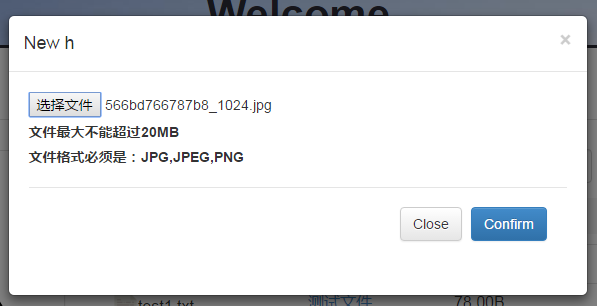 Welcome
New h ×
选择文件 566bd766787b8_1024.jpg
文件最大不能超过20MB
文件格式必须是：JPG,JPEG,PNG
Close Confirm
test1.txt 测试文件 78.00B